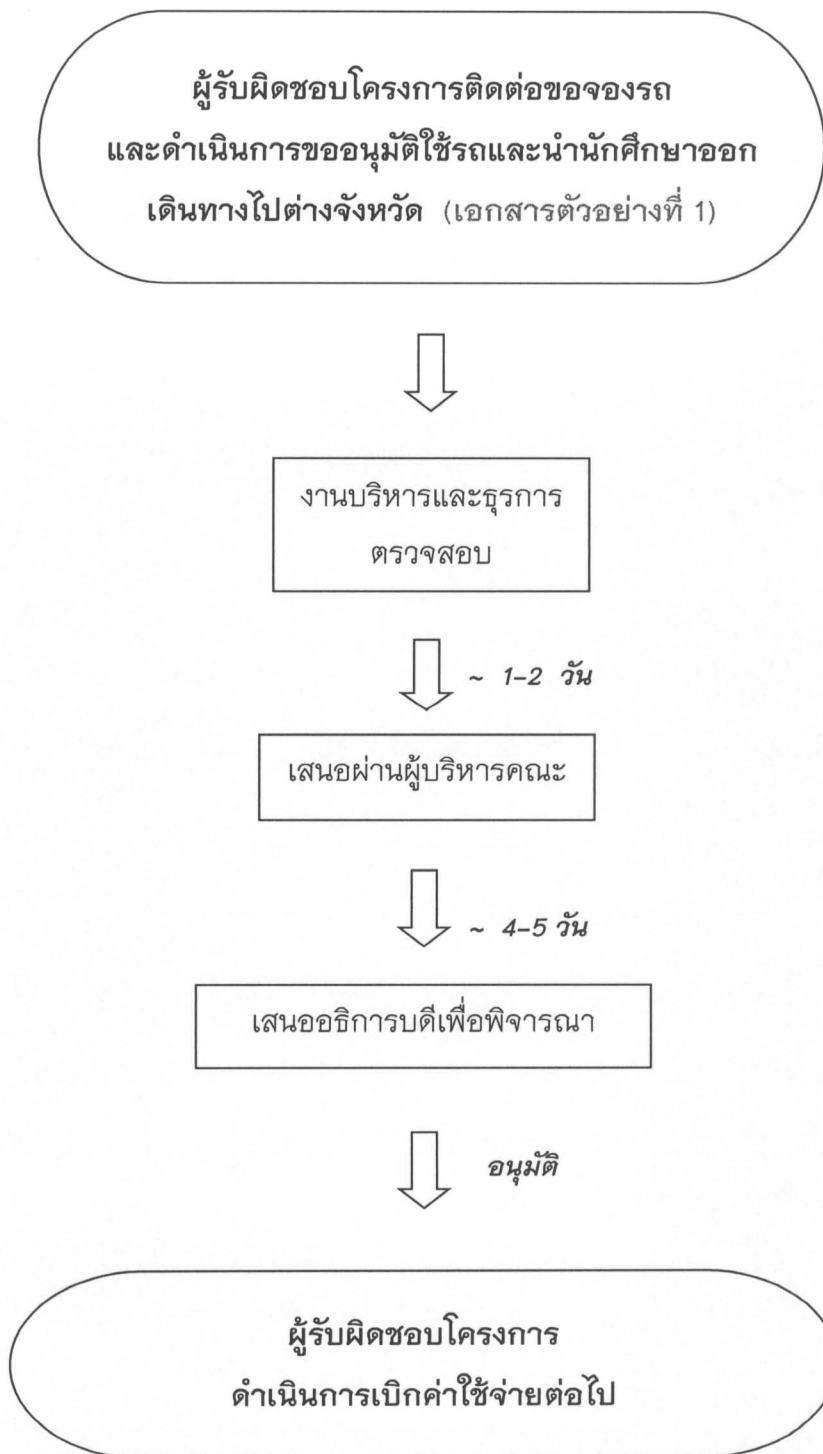 ผู้รับผิดชอบโครงการติดต่อขอจองรถ
และดำเนินการขออนุมัติใช้รถและนำนักศึกษาออก
เดินทางไปต่างจังหวัด (เอกสารตัวอย่างที่ 1)
งานบริหารและธุรการ
ตรวจสอบ
~ 1-2 วัน
เสนอผ่านผู้บริหารคณะ
~ 4-5 วัน
เสนออธิการบดีเพื่อพิจารณา
อนุมัติ
ผู้รับผิดชอบโครงการ
ดำเนินการเบิกค่าใช้จ่ายต่อไป